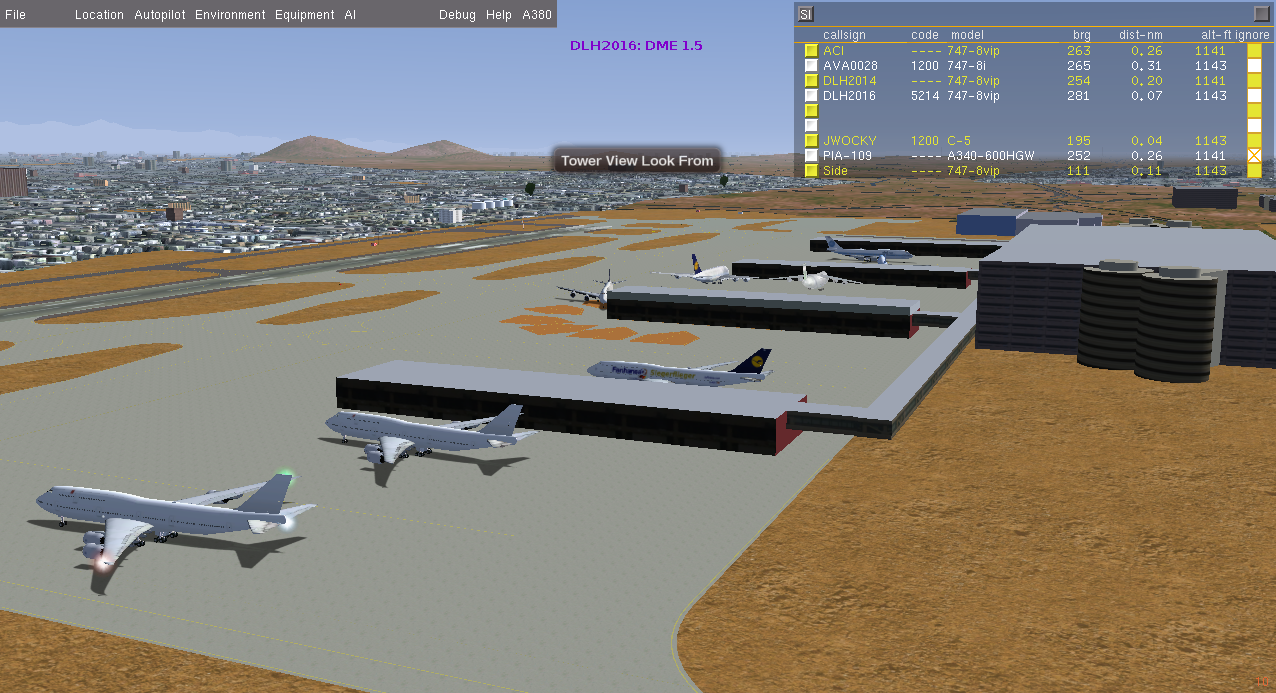 File Location Autopilot Environment Equipment AI Debug Help A380
DLH2016: DME 1.5
SI
callsign code model brg dist-nm alt-ft ignore
ACI ---- 747-8vip 263 0.26 1141
AVA0028 1200 747-8i 265 0.31 1143
DLH2014 ---- 747-8vip 254 0.20 1141
DLH2016 5214 747-8vip 281 0.07 1143
JWOCKY 1200 C-5 195 0.04 1143
PIA-109 ---- A340-600HGW 252 0.26 1141
Side ---- 747-8vip 111 0.11 1143
Tower View Look From
Fanhansa Siegerflieger